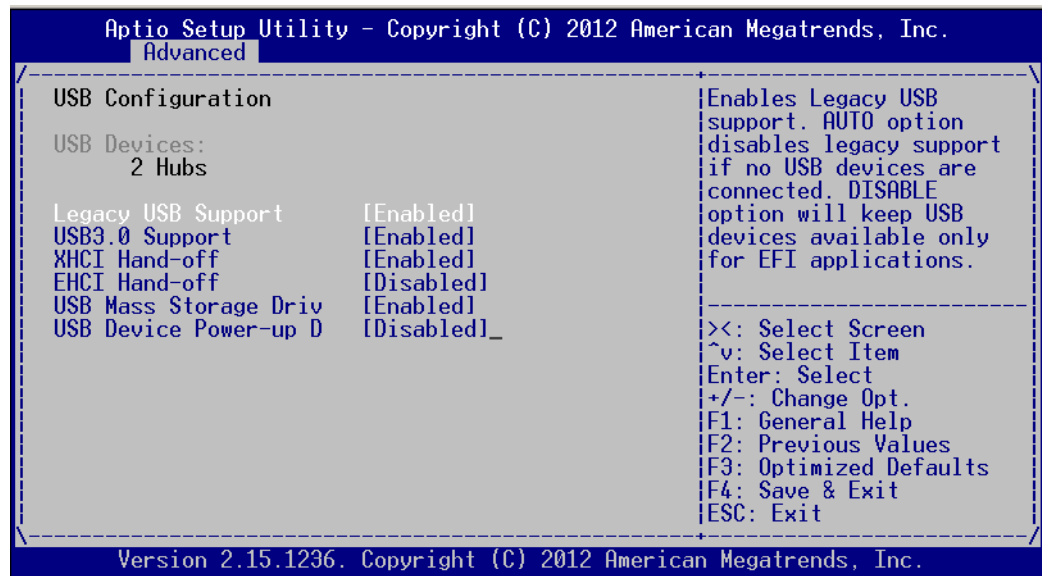 Aptio Setup Utility - Copyright (C) 2012 American Megatrends, Inc.
Advanced
USB Configuration
USB Devices:
2 Hubs
Legacy USB Support [Enabled]
USB3.0 Support [Enabled]
XHCI Hand-off [Enabled]
EHCI Hand-off [Disabled]
USB Mass Storage Driv [Enabled]
USB Device Power-up D [Disabled]_
Enables Legacy USB
support. AUTO option
disables legacy support
if no USB devices are
connected. DISABLE
option will keep USB
devices available only
for EFI applications.
><: Select Screen
^v: Select Item
Enter: Select
+/-: Change Opt.
F1: General Help
F2: Previous Values
F3: Optimized Defaults
F4: Save & Exit
ESC: Exit
Version 2.15.1236. Copyright (C) 2012 American Megatrends, Inc.